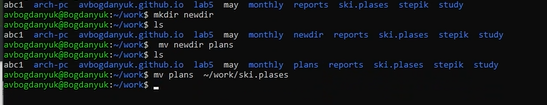 abc1 arch-pc avbogdanyuk.github.io lab5 may monthly reports ski.plases stepik study
avbogdanyuk@Bogdanyuk:~/work$ mkdir newdir
avbogdanyuk@Bogdanyuk:~/work$ ls
abc1 arch-pc avbogdanyuk.github.io lab5 may monthly newdir reports ski.plases stepik study
avbogdanyuk@Bogdanyuk:~/work$ mv newdir plans
avbogdanyuk@Bogdanyuk:~/work$ ls
abc1 arch-pc avbogdanyuk.github.io lab5 may monthly plans reports ski.plases stepik study
avbogdanyuk@Bogdanyuk:~/work$ mv plans ~/work/ski.plases
avbogdanyuk@Bogdanyuk:~/work$